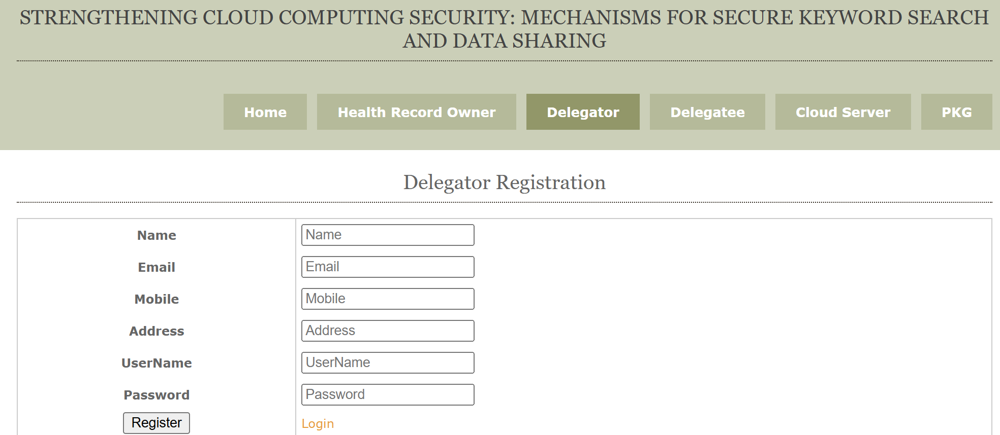 STRENGTHENING CLOUD COMPUTING SECURITY: MECHANISMS FOR SECURE KEYWORD SEARCH
AND DATA SHARING
Home Health Record Owner Delegator Delegatee Cloud Server PKG
Delegator Registration
Name Name
Email Email
Mobile Mobile
Address Address
UserName UserName
Password Password
Register Login